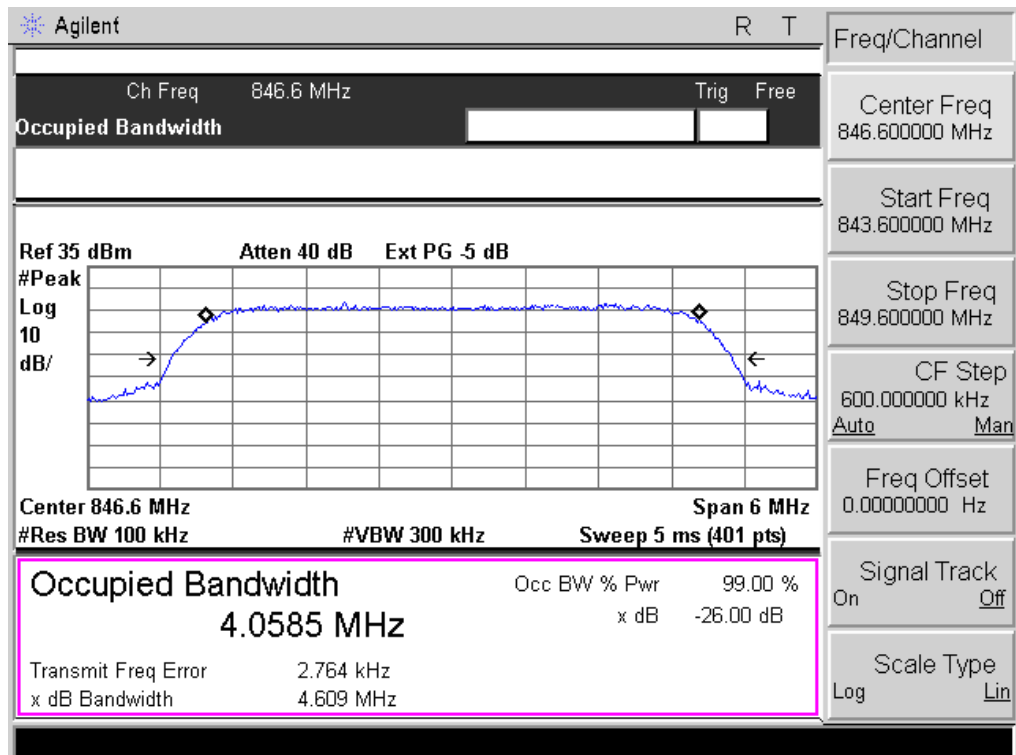 Agilent R T
Ch Freq 846.6 MHz Trig Free
Occupied Bandwidth
Ref 35 dBm Atten 40 dB Ext PG -5 dB
#Peak
Log
10
dB/
Center 846.6 MHz Span 6 MHz
#Res BW 100 kHz #VBW 300 kHz Sweep 5 ms (401 pts)
Occupied Bandwidth Occ BW % Pwr 99.00 %
4.0585 MHz x dB -26.00 dB
Transmit Freq Error 2.764 kHz
x dB Bandwidth 4.609 MHz
Freq/Channel
Center Freq
846.600000 MHz
Start Freq
843.600000 MHz
Stop Freq
849.600000 MHz
CF Step
600.000000 kHz
Auto Man
Freq Offset
0.00000000 Hz
Signal Track
On Off
Scale Type
Log Lin